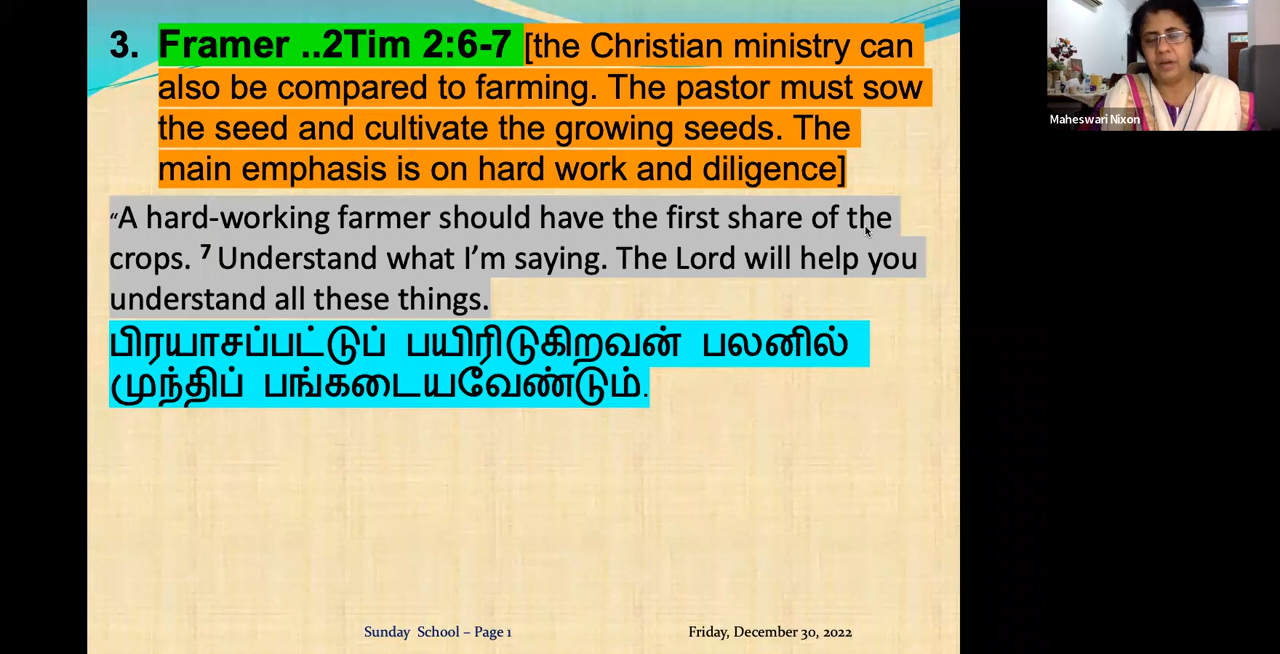 3. Framer ..2Tim 2:6-7 [the Christian ministry can
also be compared to farming. The pastor must sow
the seed and cultivate the growing seeds. The
main emphasis is on hard work and diligence]
“A hard-working farmer should have the first share of the
crops. 7 Understand what I’m saying. The Lord will help you
understand all these things.
பிரயாசப்பட்டுப் பயிரிடுகிறவன் பலனில்
முந்திப் பங்கடையவேண்டும்.
Sunday School – Page 1
Friday, December 30, 2022
Maheswari Nixon